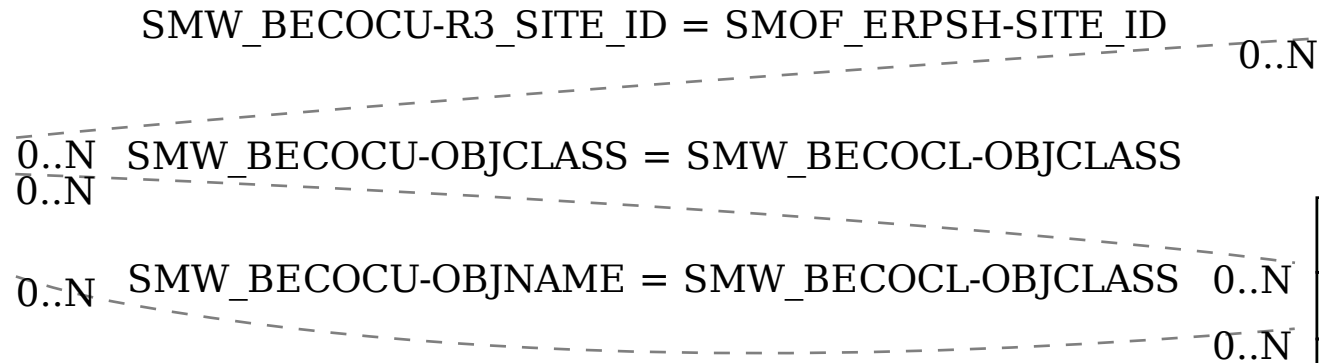 SMW_BECOCU-R3_SITE_ID = SMOF_ERPSH-SITE_ID
0..N
0..N SMW_BECOCU-OBJCLASS = SMW_BECOCL-OBJCLASS
0..N
0..N SMW_BECOCU-OBJNAME = SMW_BECOCL-OBJCLASS 0..N
0..N